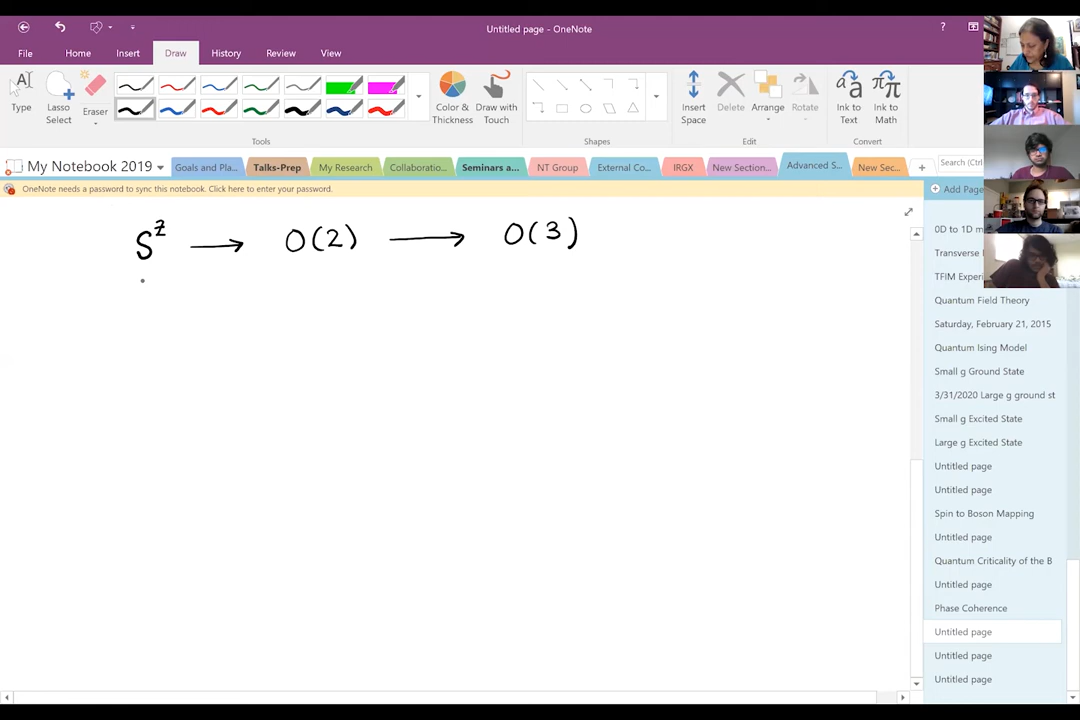 Untitled page - OneNote
?
File Home Insert Draw History Review View
Type
Lasso Select
Eraser
Color & Thickness
Draw with Touch
Insert Space
Delete
Arrange
Rotate
Ink to Text
Ink to Math
Tools
Shapes
Edit
Convert
My Notebook 2019
Goals and Pla...
Talks-Prep
My Research
Collaboratio...
Seminars a...
NT Group
External Co...
IRGX
New Section...
Advanced S...
New Sec...
+
Search (Ctrl
OneNote needs a password to sync this notebook. Click here to enter your password.
Add Page
S^z → O(2) → O(3)
0D to 1D m
Transverse
TFIM Experi
Quantum Field Theory
Saturday, February 21, 2015
Quantum Ising Model
Small g Ground State
3/31/2020 Large g ground st
Small g Excited State
Large g Excited State
Untitled page
Untitled page
Spin to Boson Mapping
Untitled page
Quantum Criticality of the B
Untitled page
Phase Coherence
Untitled page
Untitled page
Untitled page